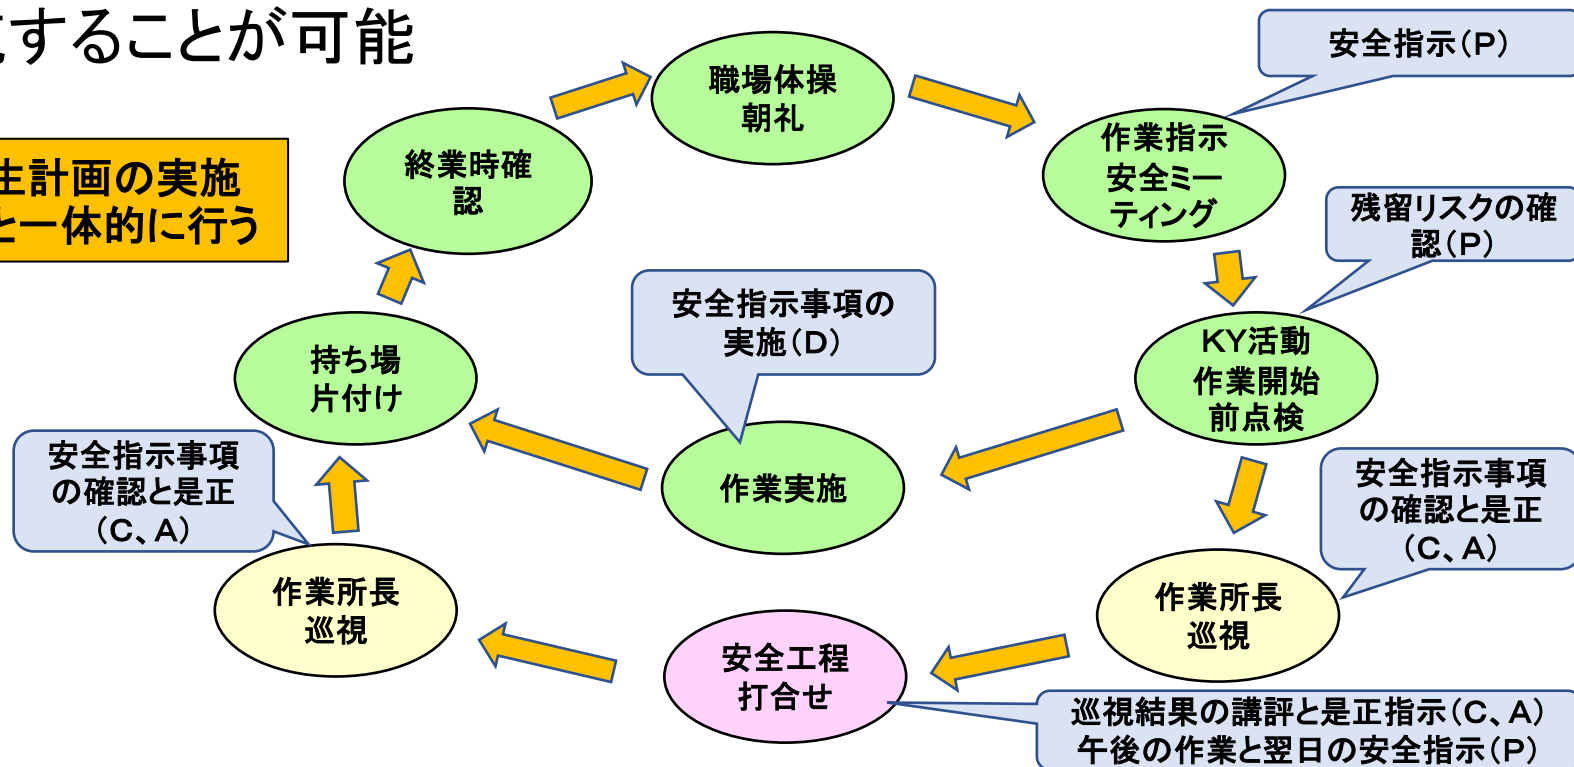 することが可能
生計画の実施
と一体的に行う
職場体操
朝礼
安全指示(P)
作業指示
安全ミー
ティング
残留リスクの確
認(P)
KY活動
作業開始
前点検
安全指示事項の
実施(D)
作業実施
安全指示事項
の確認と是正
(C、A)
作業所長
巡視
安全工程
打合せ
巡視結果の講評と是正指示(C、A)
午後の作業と翌日の安全指示(P)
安全指示事項
の確認と是正
(C、A)
作業所長
巡視
持ち場
片付け
終業時確
認